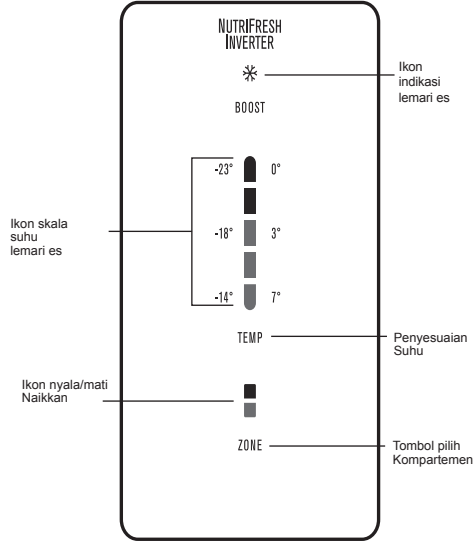 NUTRIFRESH
INVERTER
Ikon
indikasi
lemari es
BOOST
-23° 0°
Ikon skala
suhu
lemari es
-18° 3°
-14° 7°
TEMP
Penyesuaian
Suhu
Ikon nyala/mati
Naikkan
ZONE
Tombol pilih
Kompartemen